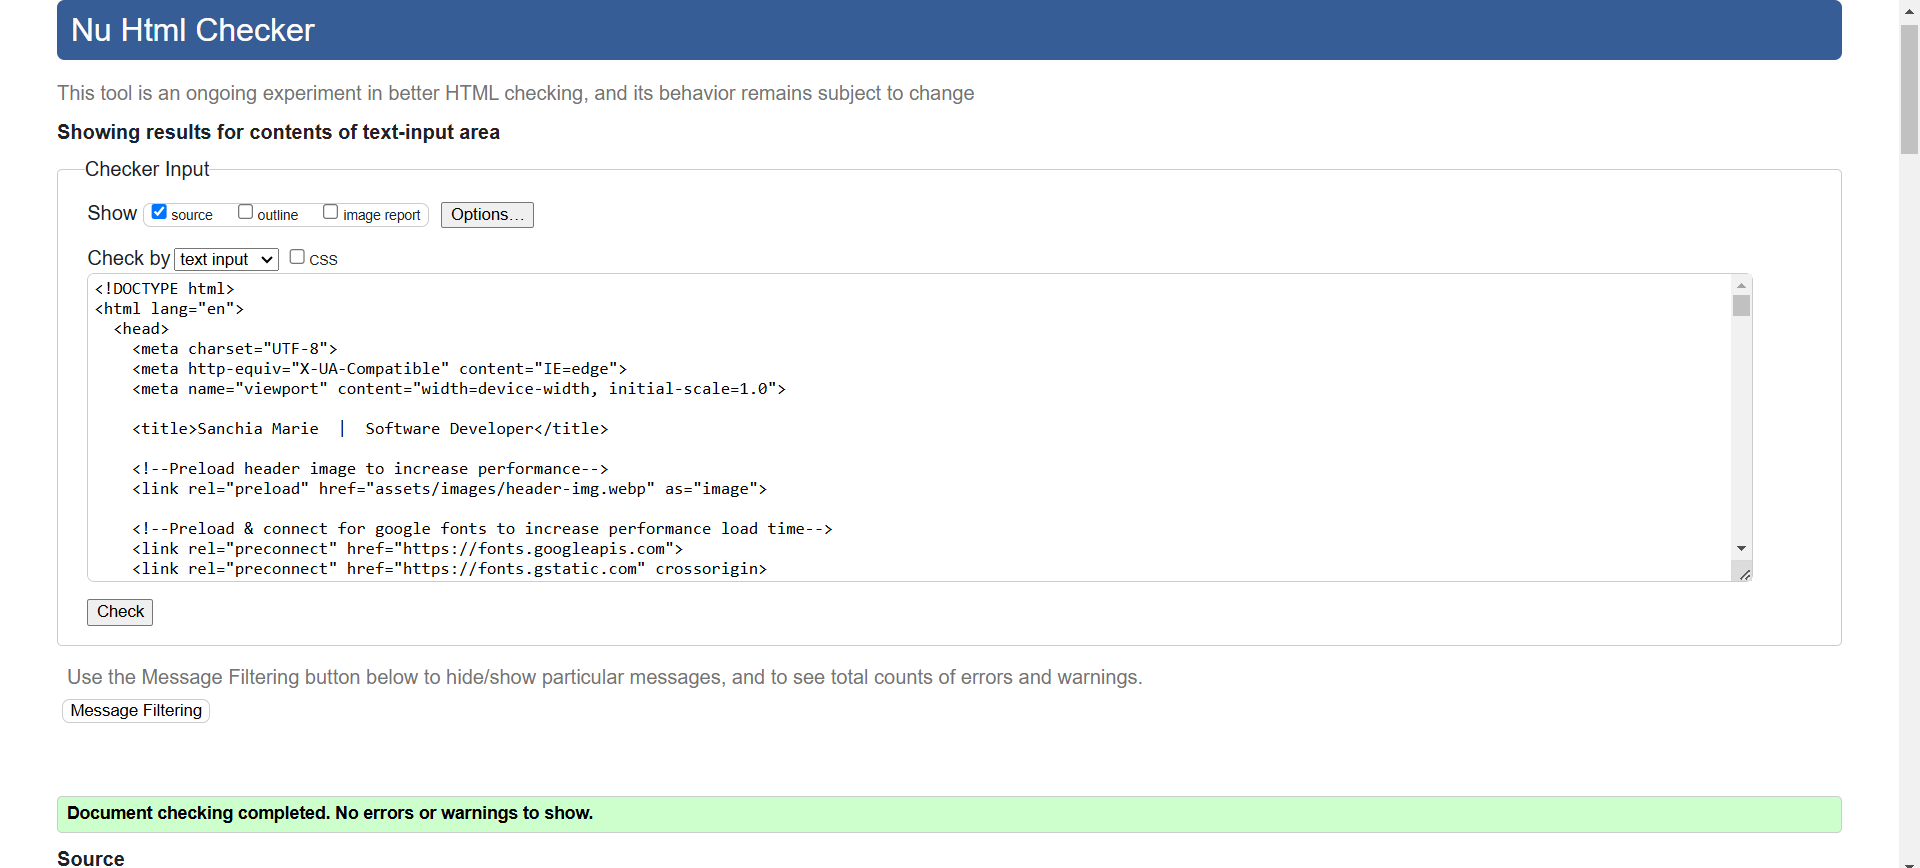 Nu Html Checker
This tool is an ongoing experiment in better HTML checking, and its behavior remains subject to change
Showing results for contents of text-input area
Checker Input
Show source outline image report Options...
Check by text input CSS
<!DOCTYPE html>
<html lang="en">
  <head>
    <meta charset="UTF-8">
    <meta http-equiv="X-UA-Compatible" content="IE=edge">
    <meta name="viewport" content="width=device-width, initial-scale=1.0">
    <title>Sanchia Marie  |  Software Developer</title>
    <!--Preload header image to increase performance-->
    <link rel="preload" href="assets/images/header-img.webp" as="image">
    <!--Preload & connect for google fonts to increase performance load time-->
    <link rel="preconnect" href="https://fonts.googleapis.com">
    <link rel="preconnect" href="https://fonts.gstatic.com" crossorigin>
Check
Use the Message Filtering button below to hide/show particular messages, and to see total counts of errors and warnings.
Message Filtering
Document checking completed. No errors or warnings to show.
Source